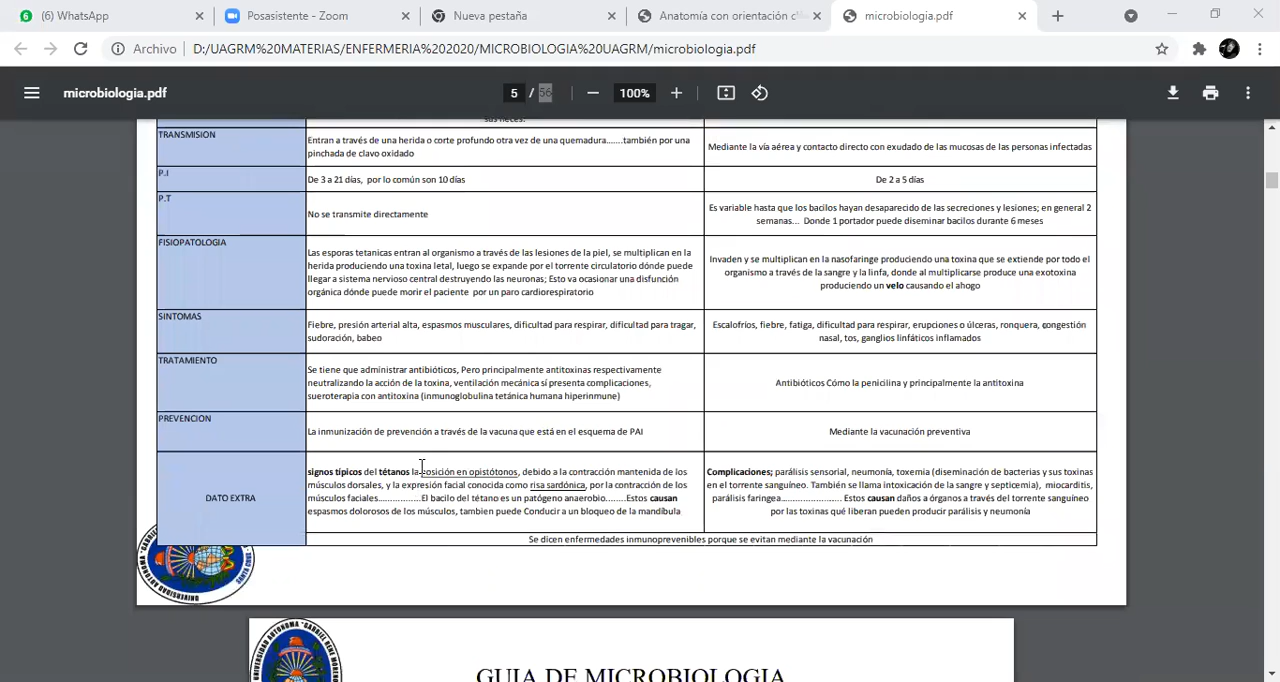 (6) WhatsApp
Posasistente - Zoom
Nueva pestaña
Anatomía con orientación c
microbiologia.pdf
Archivo
D:/UAGRM%20MATERIAS/ENFERMERIA%202020/MICROBIOLOGIA%20UAGRM/microbiologia.pdf
microbiologia.pdf
5 / 56
100%
sus heces.
TRANSMISION
Entran a través de una herida o corte profundo otra vez de una quemadura.......también por una
pinchada de clavo oxidado
Mediante la vía aérea y contacto directo con exudado de las mucosas de las personas infectadas
P.I
De 3 a 21 días, por lo común son 10 días
De 2 a 5 días
P.T
No se transmite directamente
Es variable hasta que los bacilos hayan desaparecido de las secreciones y lesiones; en general 2
semanas... Donde 1 portador puede diseminar bacilos durante 6 meses
FISIOPATOLOGIA
Las esporas tetanicas entran al organismo a través de las lesiones de la piel, se multiplican en la
herida produciendo una toxina letal, luego se expande por el torrente circulatorio dónde puede
llegar a sistema nervioso central destruyendo las neuronas; Esto va ocasionar una disfunción
orgánica dónde puede morir el paciente por un paro cardiorespiratorio
Invaden y se multiplican en la nasofaringe produciendo una toxina que se extiende por todo el
organismo a través de la sangre y la linfa, donde al multiplicarse produce una exotoxina
produciendo un velo causando el ahogo
SINTOMAS
Fiebre, presión arterial alta, espasmos musculares, dificultad para respirar, dificultad para tragar,
sudoración, babeo
Escalofríos, fiebre, fatiga, dificultad para respirar, erupciones o úlceras, ronquera, congestión
nasal, tos, ganglios linfáticos inflamados
TRATAMIENTO
Se tiene que administrar antibióticos, Pero principalmente antitoxinas respectivamente
neutralizando la acción de la toxina, ventilación mecánica sí presenta complicaciones,
sueroterapia con antitoxina (inmunoglobulina tetánica humana hiperinmune)
Antibióticos Cómo la penicilina y principalmente la antitoxina
PREVENCION
La inmunización de prevención a través de la vacuna que está en el esquema de PAI
Mediante la vacunación preventiva
DATO EXTRA
signos típicos del tétanos la posición en opistótonos, debido a la contracción mantenida de los
músculos dorsales, y la expresión facial conocida como risa sardónica, por la contracción de los
músculos faciales................El bacilo del tétano es un patógeno anaerobio.......Estos causan
espasmos dolorosos de los músculos, tambien puede Conducir a un bloqueo de la mandíbula
Complicaciones; parálisis sensorial, neumonía, toxemia (diseminación de bacterias y sus toxinas
en el torrente sanguíneo. También se llama intoxicación de la sangre y septicemia), miocarditis,
parálisis faringea....................... Estos causan daños a órganos a través del torrente sanguíneo
por las toxinas qué liberan pueden producir parálisis y neumonía
Se dicen enfermedades inmunoprevenibles porque se evitan mediante la vacunación
UNIVERSIDAD AUTONOMA
SANTA CRUZ
UNIVERSIDAD AUTONOMA "GABRIEL RENE MORENO"
GUIA DE MICROBIOLOGIA